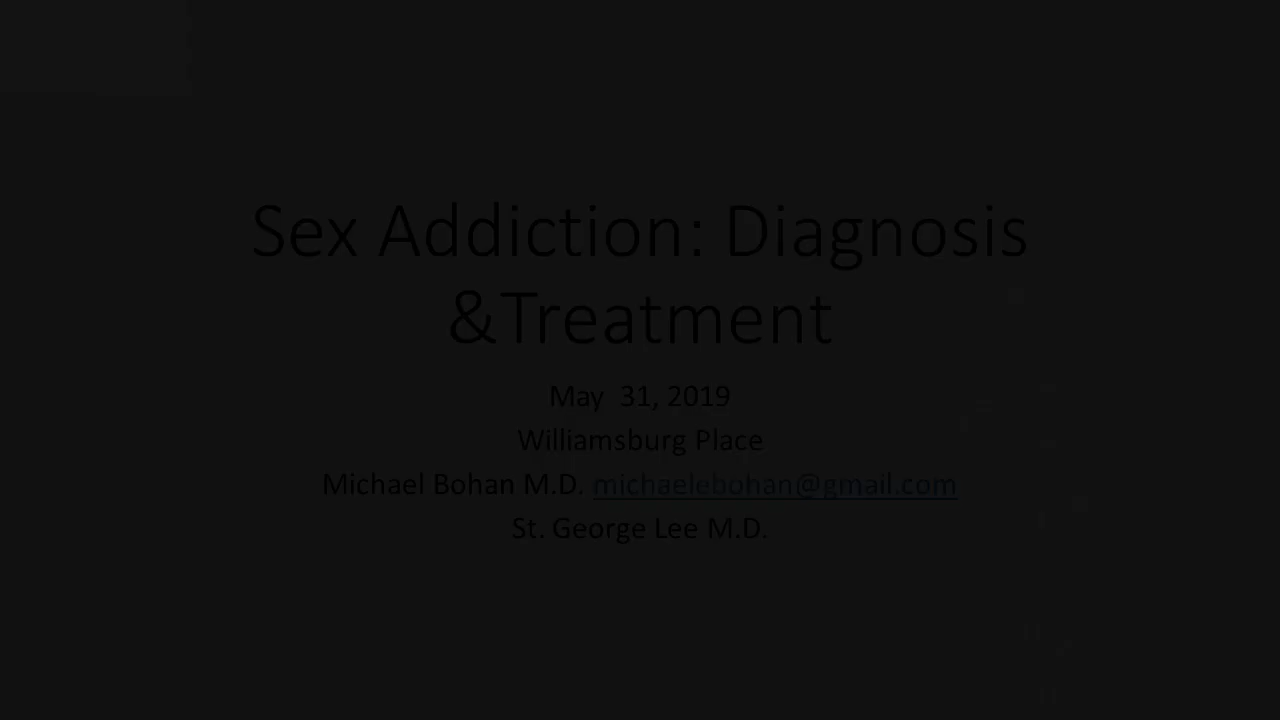 Sex Addiction: Diagnosis
&Treatment
May  31, 2019
Williamsburg Place
Michael Bohan M.D. michaelebohan@gmail.com
St. George Lee M.D.